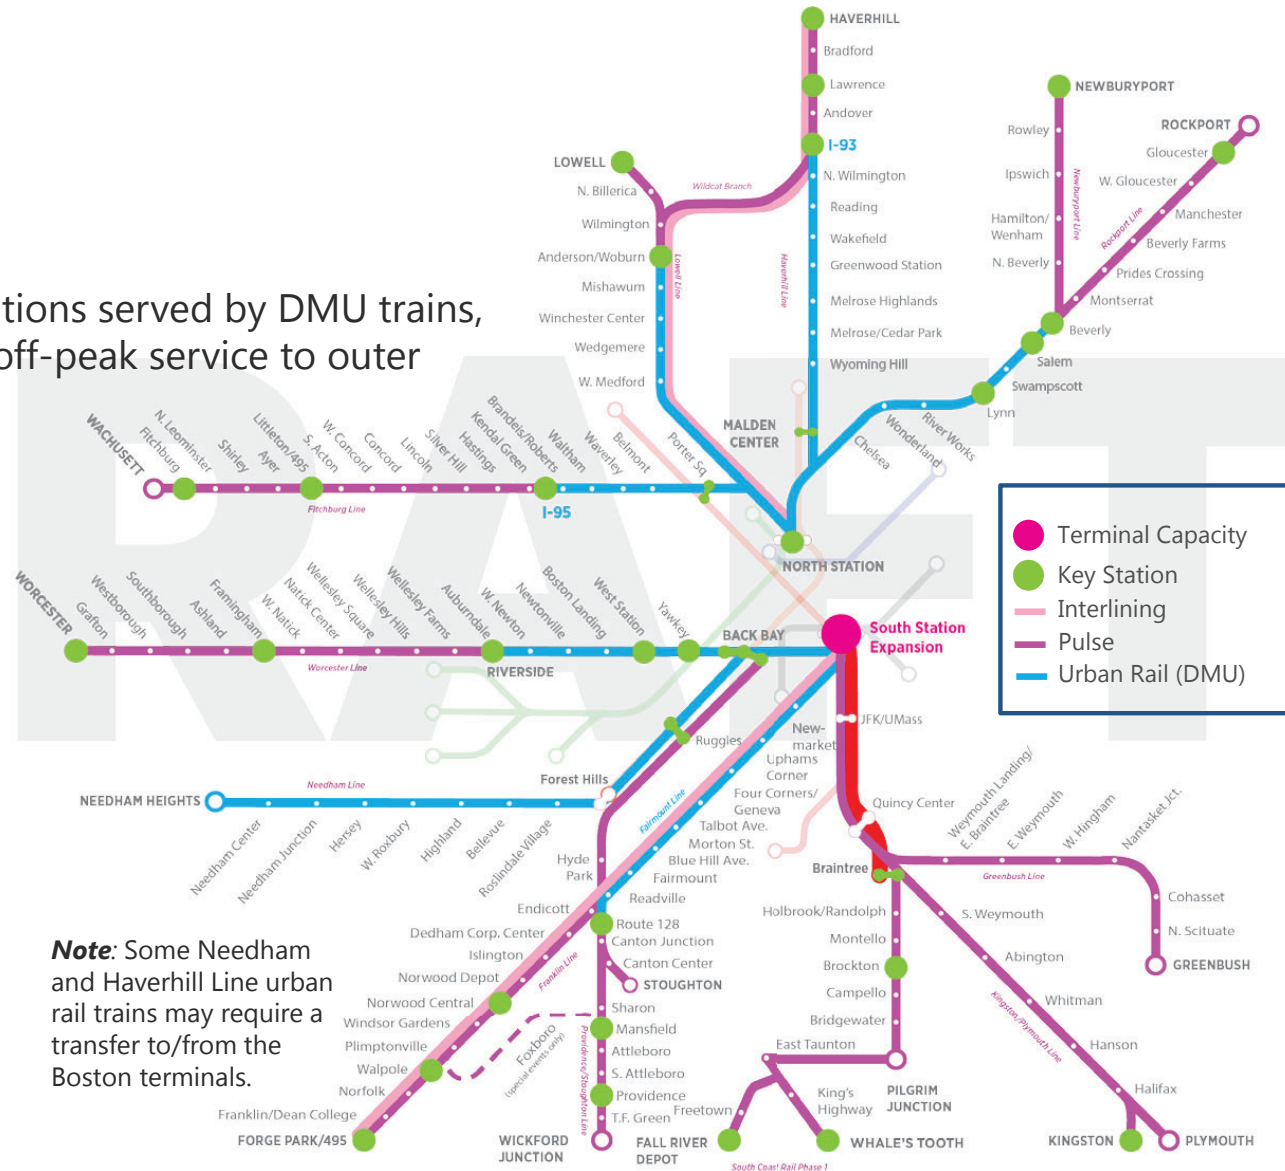 HAVERHILL
Bradford
Lawrence
Andover
I-93
N. Wilmington
Reading
Wakefield
Greenwood Station
Melrose Highlands
Melrose/Cedar Park
Wyoming Hill
MALDEN
CENTER
Haverhill Line
Wildcat Branch
LOWELL
N. Billerica
Wilmington
Anderson/Woburn
Mishawum
Winchester Center
Wedgemere
W. Medford
Lowell Line
NEWBURYPORT
Rowley
Ipswich
Hamilton/
Wenham
N. Beverly
Newburyport Line
ROCKPORT
Gloucester
W. Gloucester
Manchester
Beverly Farms
Prides Crossing
Montserrat
Rockport Line
Beverly
Salem
Swampscott
Lynn
River Works
Wonderland
Chelsea
tions served by DMU trains,
off-peak service to outer
WACHUSETT
Fitchburg
N. Leominster
Shirley
Ayer
Littleton/495
S. Acton
W. Concord
Concord
Lincoln
Silver Hill
Hastings
Kendal Green
Brandeis/Roberts
Waltham
Waverley
Belmont
Porter Sq
Fitchburg Line
I-95
NORTH STATION
WORCESTER
Grafton
Westborough
Southborough
Ashland
Framingham
W. Natick
Natick Center
Wellesley Square
Wellesley Hills
Wellesley Farms
Auburndale
W. Newton
Newtonville
Boston Landing
West Station
Yawkey
BACK BAY
Worcester Line
RIVERSIDE
South Station
Expansion
Terminal Capacity
Key Station
Interlining
Pulse
Urban Rail (DMU)
JFK/UMass
New-
market
Uphams
Corner
Four Corners/
Geneva
Talbot Ave.
Morton St.
Blue Hill Ave.
Fairmount
Readville
Fairmount Line
Ruggles
Forest Hills
NEEDHAM HEIGHTS
Needham Line
Needham Center
Needham Junction
Hersey
W. Roxbury
Highland
Bellevue
Roslindale Village
Hyde
Park
Endicott
Dedham Corp. Center
Islington
Norwood Depot
Norwood Central
Windsor Gardens
Plimptonville
Walpole
Norfolk
Franklin/Dean College
FORGE PARK/495
Franklin Line
Foxboro
(special events only)
Route 128
Canton Junction
Canton Center
STOUGHTON
Sharon
Mansfield
Attleboro
S. Attleboro
Providence
T.F. Green
WICKFORD
JUNCTION
Providence/Stoughton Line
Quincy Center
Braintree
Weymouth Landing/
E. Braintree
E. Weymouth
W. Hingham
Nantasket Jct.
Greenbush Line
Cohasset
N. Scituate
GREENBUSH
Holbrook/Randolph
Montello
Brockton
Campello
Bridgewater
East Taunton
PILGRIM
JUNCTION
King's
Highway
Freetown
FALL RIVER
DEPOT
WHALE'S TOOTH
South Coast Rail Phase 1
S. Weymouth
Abington
Whitman
Hanson
Halifax
Kingston/Plymouth Line
KINGSTON
PLYMOUTH
Note: Some Needham
and Haverhill Line urban
rail trains may require a
transfer to/from the
Boston terminals.
RAFT